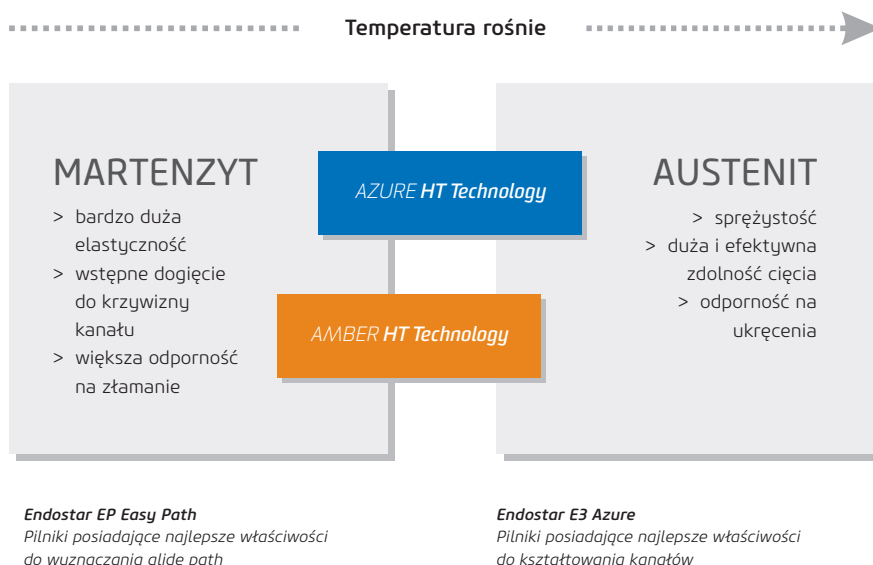 Temperatura rośnie
MARTENZYT
> bardzo duża
elastyczność
> wstępne dogięcie
do krzywizny
kanału
> większa odporność
na złamanie
AZURE HT Technology
AMBER HT Technology
AUSTENIT
> sprężystość
> duża i efektywna
zdolność cięcia
> odporność na
ukręcenia
Endostar EP Easy Path
Pilniki posiadające najlepsze właściwości
do wyznaczania glide path
Endostar E3 Azure
Pilniki posiadające najlepsze właściwości
do kształtowania kanałów